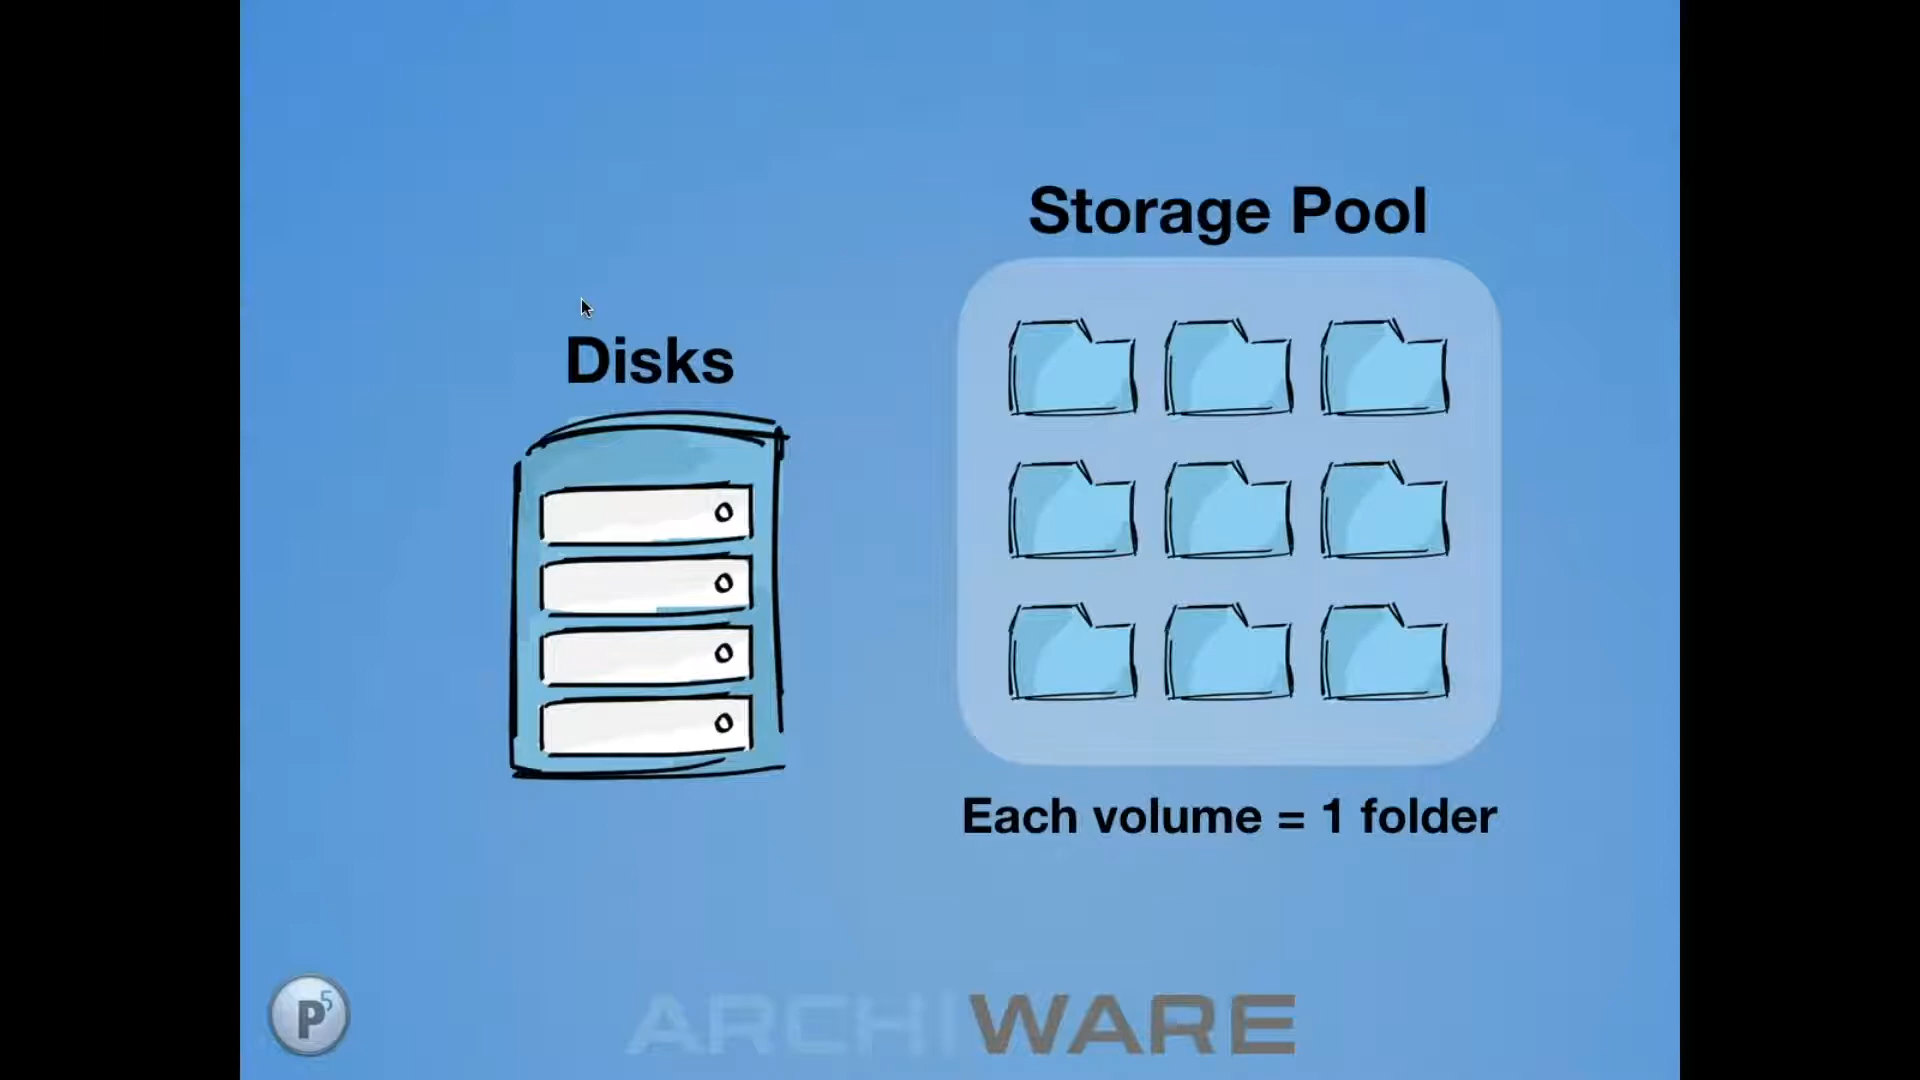 Storage Pool
Disks
Each volume = 1 folder
P5
ARCHIWARE